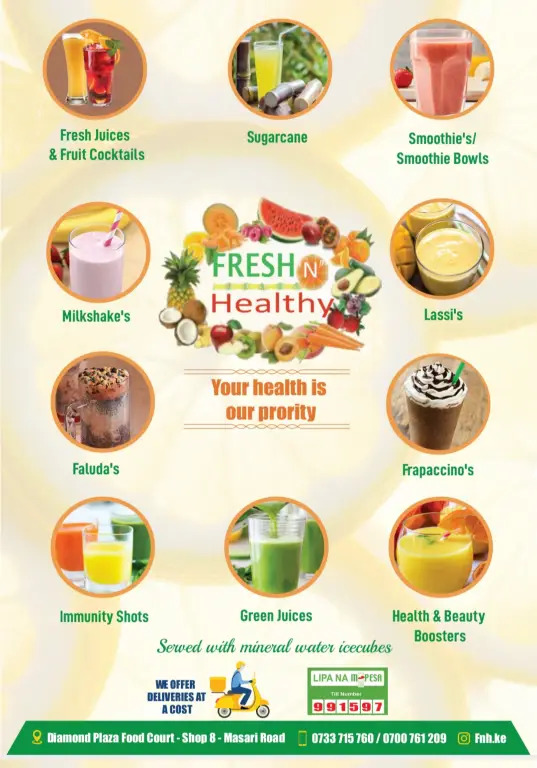 Fresh Juices
& Fruit Cocktails
Sugarcane
Smoothie's/
Smoothie Bowls
FRESH N'
Healthy
Milkshake's
Lassi's
Your health is
our prority
Faluda's
Frapaccino's
Immunity Shots
Green Juices
Health & Beauty
Boosters
Served with mineral water icecubes
WE OFFER
DELIVERIES AT
A COST
LIPA NA M-PESA
Till Number
991597
Diamond Plaza Food Court - Shop 8 - Masari Road
0733 715 760 / 0700 761 209
Fnh.ke